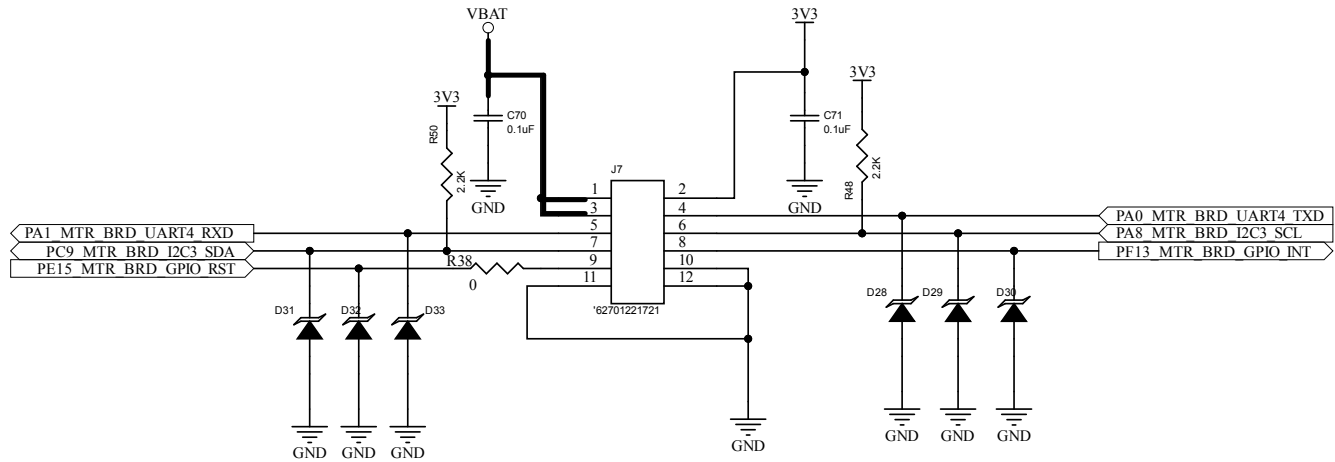 VBAT
3V3
3V3
3V3
C70
0.1uF
C71
0.1uF
R50
2.2K
R48
2.2K
J7
GND
GND
1
2
3
4
PA0_MTR_BRD_UART4_TXD
PA1_MTR_BRD_UART4_RXD
5
6
PA8_MTR_BRD_I2C3_SCL
PC9_MTR_BRD_I2C3_SDA
7
8
PF13_MTR_BRD_GPIO_INT
PE15_MTR_BRD_GPIO_RST
R38
0
9
10
11
12
'62701221721
D31
D32
D33
D28
D29
D30
GND
GND
GND
GND
GND
GND
GND